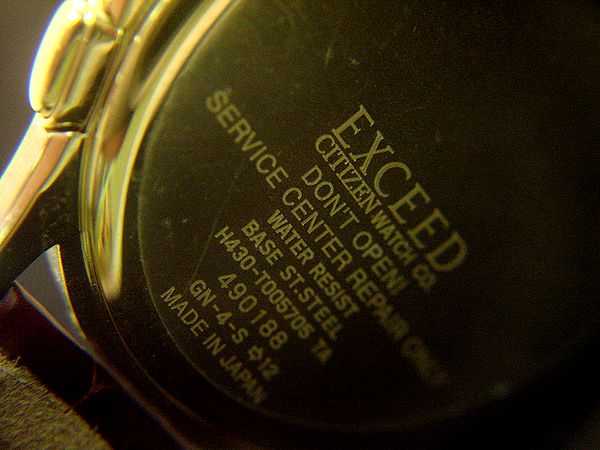 EXCEED
CITIZEN WATCH CO.
DON'T OPEN!
SERVICE CENTER REPAIR ONLY
WATER RESIST
BASE ST.STEEL
H430-T005705 TA
490188
GN-4-S 12
MADE IN JAPAN